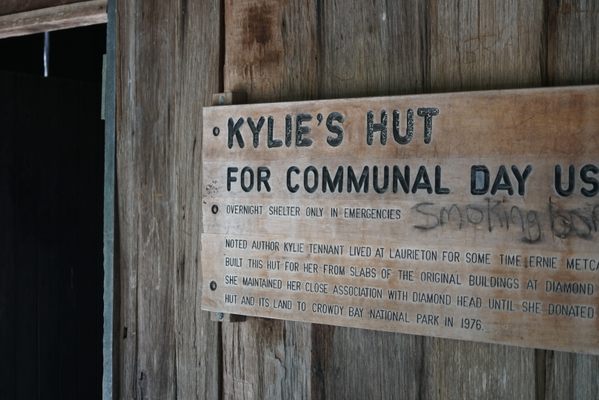 KYLIE'S HUT
FOR COMMUNAL DAY US
OVERNIGHT SHELTER ONLY IN EMERGENCIES Smoking
NOTED AUTHOR KYLIE TENNANT LIVED AT LAURIETON FOR SOME TIME. ERNIE METCA
BUILT THIS HUT FOR HER FROM SLABS OF THE ORIGINAL BUILDINGS AT DIAMOND
SHE MAINTAINED HER CLOSE ASSOCIATION WITH DIAMOND HEAD UNTIL SHE DONATED
HUT AND ITS LAND TO CROWDY BAY NATIONAL PARK IN 1976.